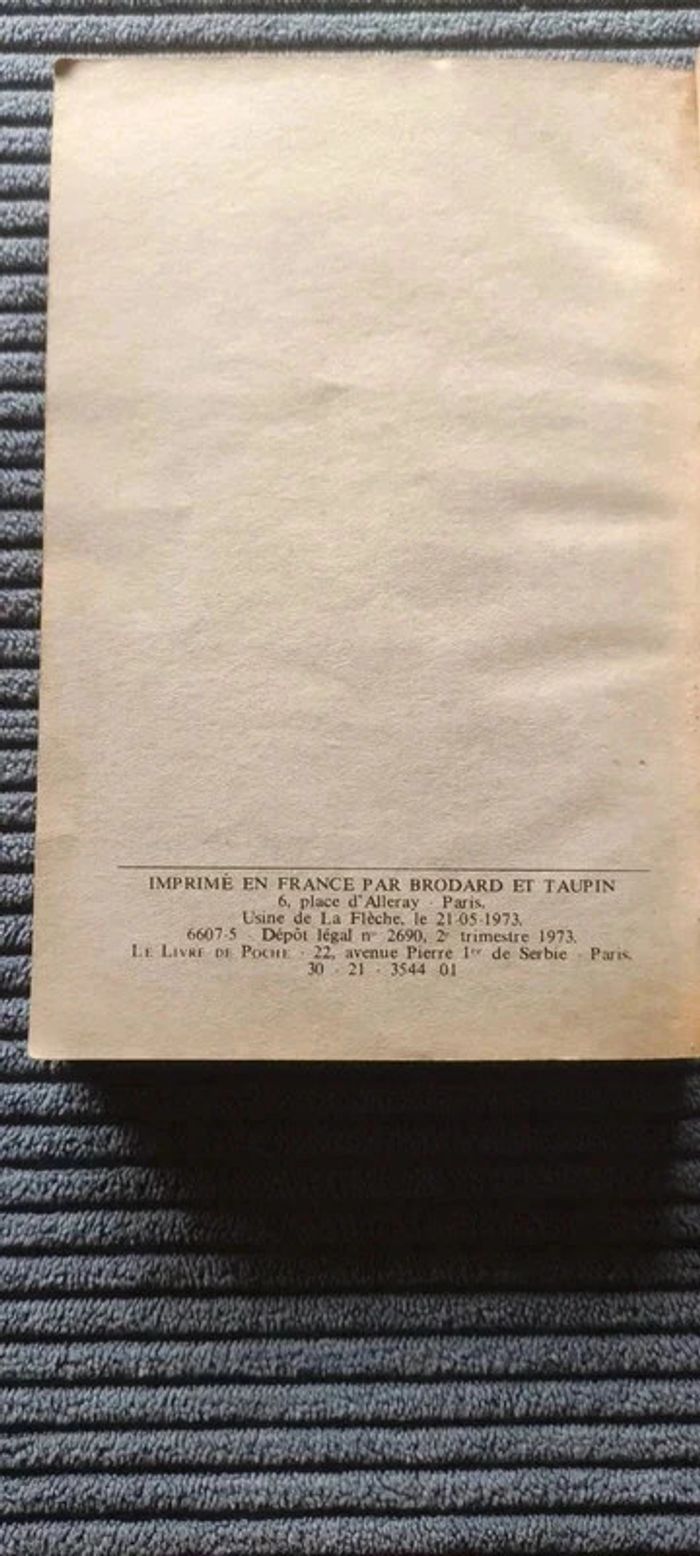 IMPRIMÉ EN FRANCE PAR BRODARD ET TAUPIN
6, place d'Alleray - Paris.
Usine de La Flèche, le 21-05-1973.
6607-5 - Dépôt légal n° 2690, 2e trimestre 1973.
LE LIVRE DE POCHE - 22, avenue Pierre 1er de Serbie - Paris.
30 - 21 - 3544 01